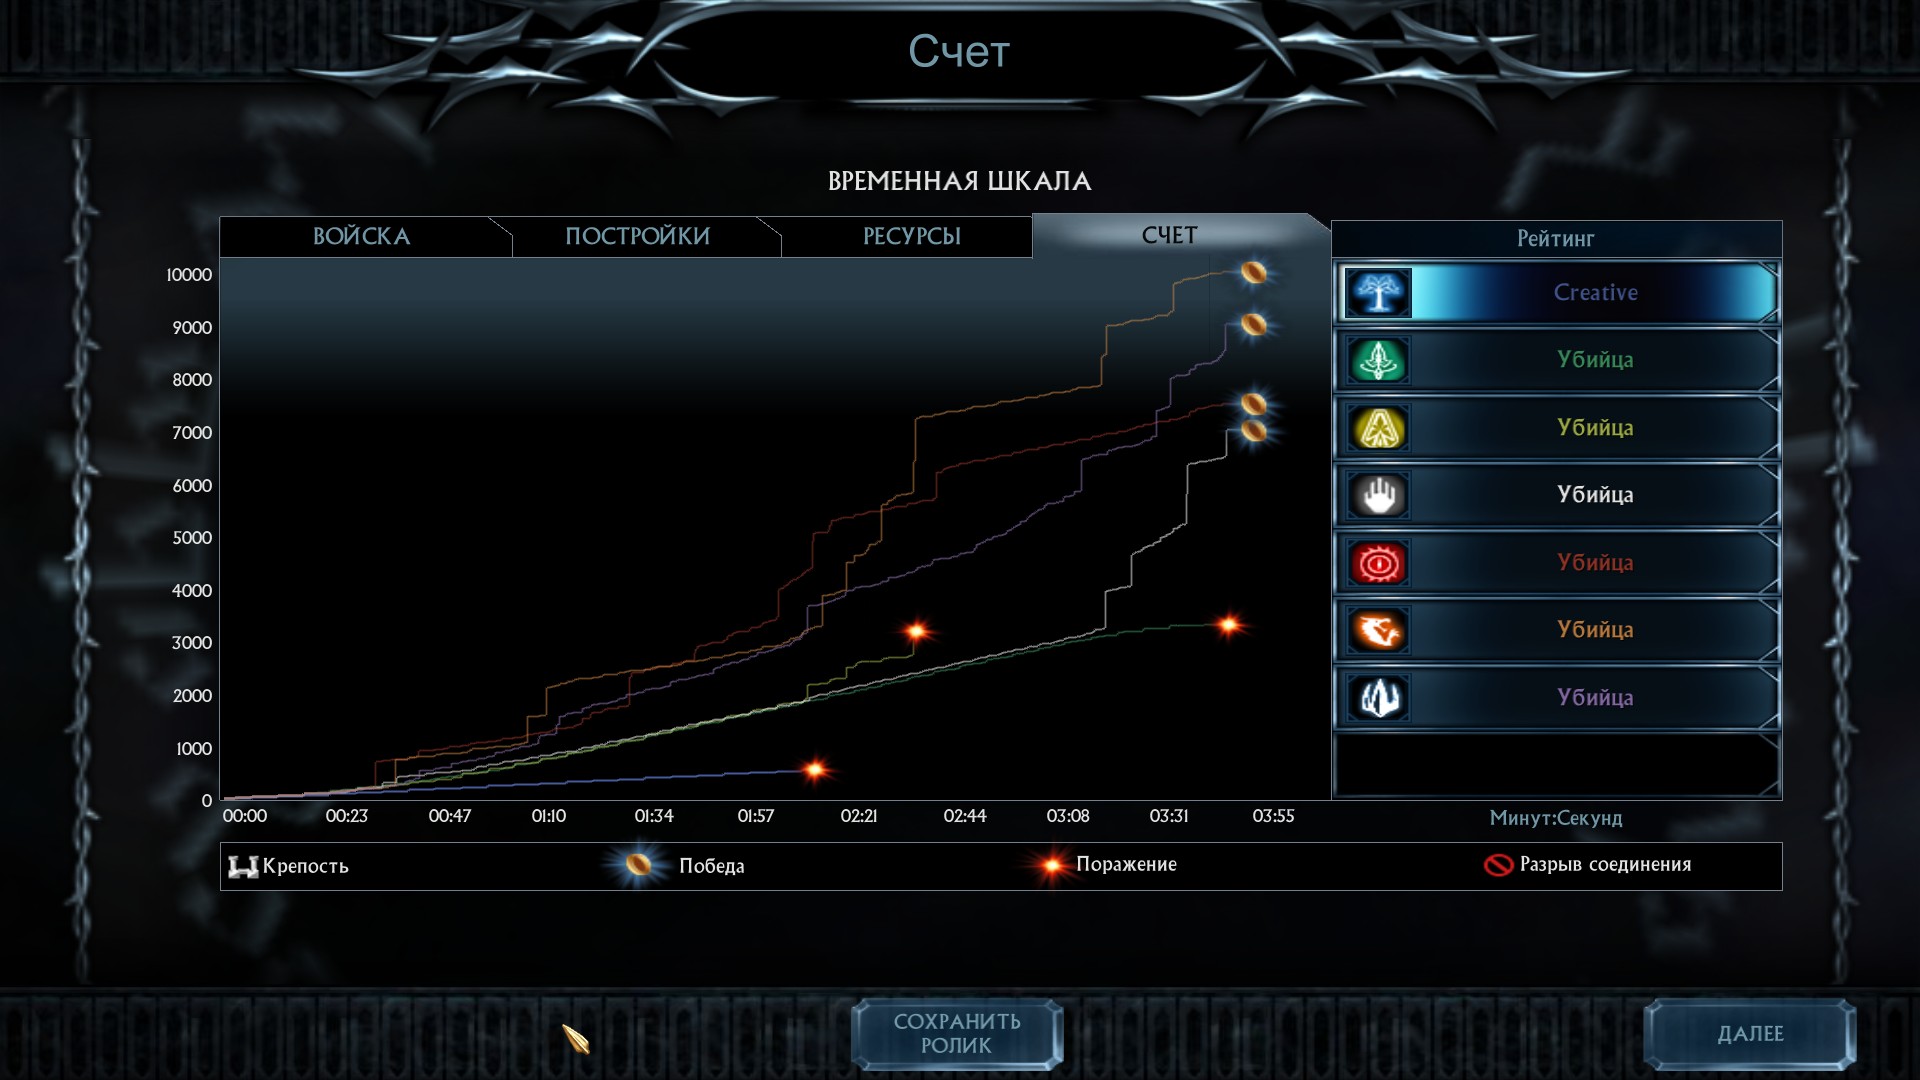 Счет
ВРЕМЕННАЯ ШКАЛА
ВОЙСКА
ПОСТРОЙКИ
РЕСУРСЫ
СЧЕТ
Рейтинг
10000
9000
8000
7000
6000
5000
4000
3000
2000
1000
0
Creative
Убийца
Убийца
Убийца
Убийца
Убийца
Убийца
00:00
00:23
00:47
01:10
01:34
01:57
02:21
02:44
03:08
03:31
03:55
Минут:Секунд
Крепость
Победа
Поражение
Разрыв соединения
СОХРАНИТЬ
РОЛИК
ДАЛЕЕ